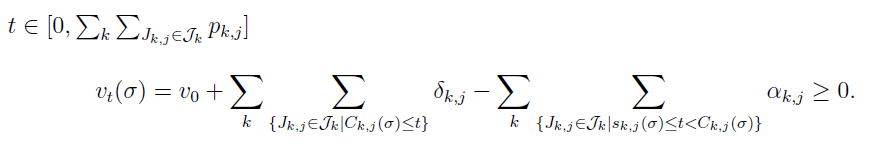 t ∈ [0, ∑_k ∑_{J_{k,j} ∈ 𝒥_k} p_{k,j}]
v_t(σ) = v_0 + ∑_k ∑_{{J_{k,j} ∈ 𝒥_k | C_{k,j}(σ) ≤ t}} δ_{k,j} − ∑_k ∑_{{J_{k,j} ∈ 𝒥_k | s_{k,j}(σ) ≤ t < C_{k,j}(σ)}} α_{k,j} ≥ 0.